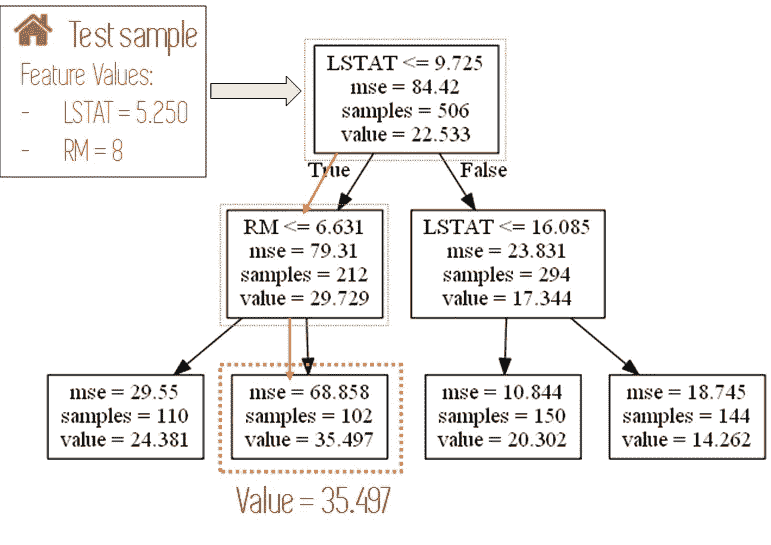 Test sample
Feature Values:
- LSTAT = 5.250
- RM = 8
LSTAT <= 9.725
mse = 84.42
samples = 506
value = 22.533
True
False
RM <= 6.631
mse = 79.31
samples = 212
value = 29.729
LSTAT <= 16.085
mse = 23.831
samples = 294
value = 17.344
mse = 29.55
samples = 110
value = 24.381
mse = 68.858
samples = 102
value = 35.497
mse = 10.844
samples = 150
value = 20.302
mse = 18.745
samples = 144
value = 14.262
Value = 35.497